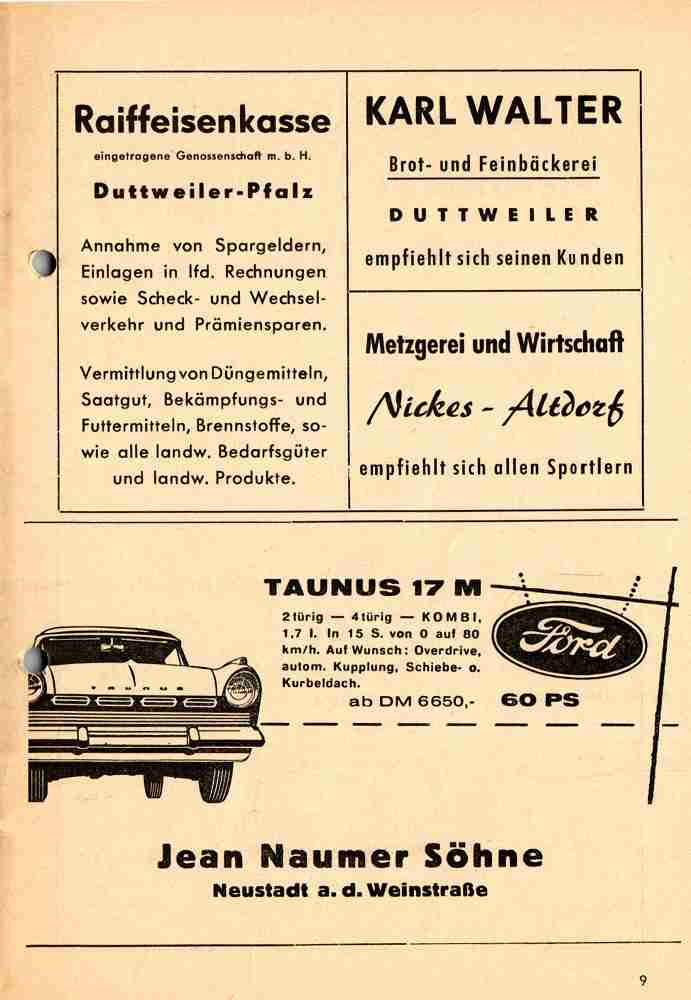 Raiffeisenkasse
eingetragene Genossenschaft m. b. H.
Duttweiler-Pfalz
Annahme von Spargeldern,
Einlagen in lfd. Rechnungen
sowie Scheck- und Wechsel-
verkehr und Prämiensparen.
Vermittlung von Düngemitteln,
Saatgut, Bekämpfungs- und
Futtermitteln, Brennstoffe, so-
wie alle landw. Bedarfsgüter
und landw. Produkte.
KARL WALTER
Brot- und Feinbäckerei
DUTTWEILER
empfiehlt sich seinen Kunden
Metzgerei und Wirtschaft
Nickes - Altdorf
empfiehlt sich allen Sportlern
TAUNUS 17 M
2türig — 4türig — KOMBI,
1,7 l. In 15 S. von 0 auf 80
km/h. Auf Wunsch: Overdrive,
autom. Kupplung, Schiebe- o.
Kurbeldach.
ab DM 6650,- 60 PS
Ford
TAUNUS
Jean Naumer Söhne
Neustadt a. d. Weinstraße
9